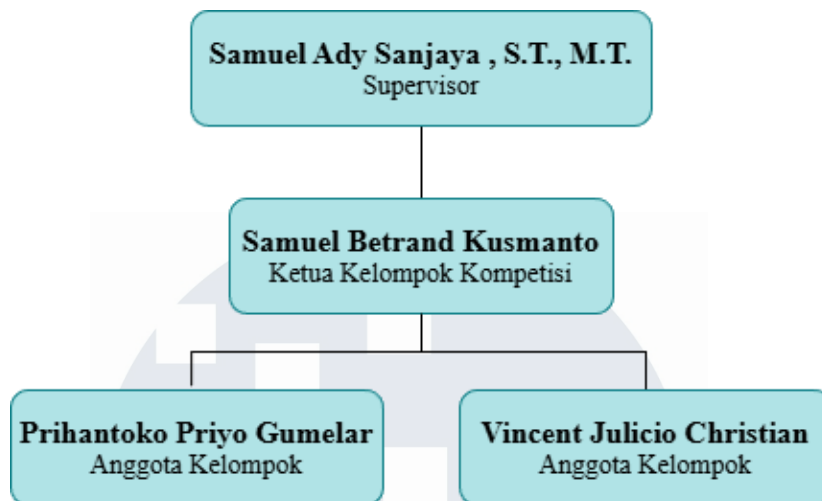 Samuel Ady Sanjaya , S.T., M.T.
Supervisor
Samuel Betrand Kusmanto
Ketua Kelompok Kompetisi
Prihantoko Priyo Gumelar
Anggota Kelompok
Vincent Julicio Christian
Anggota Kelompok